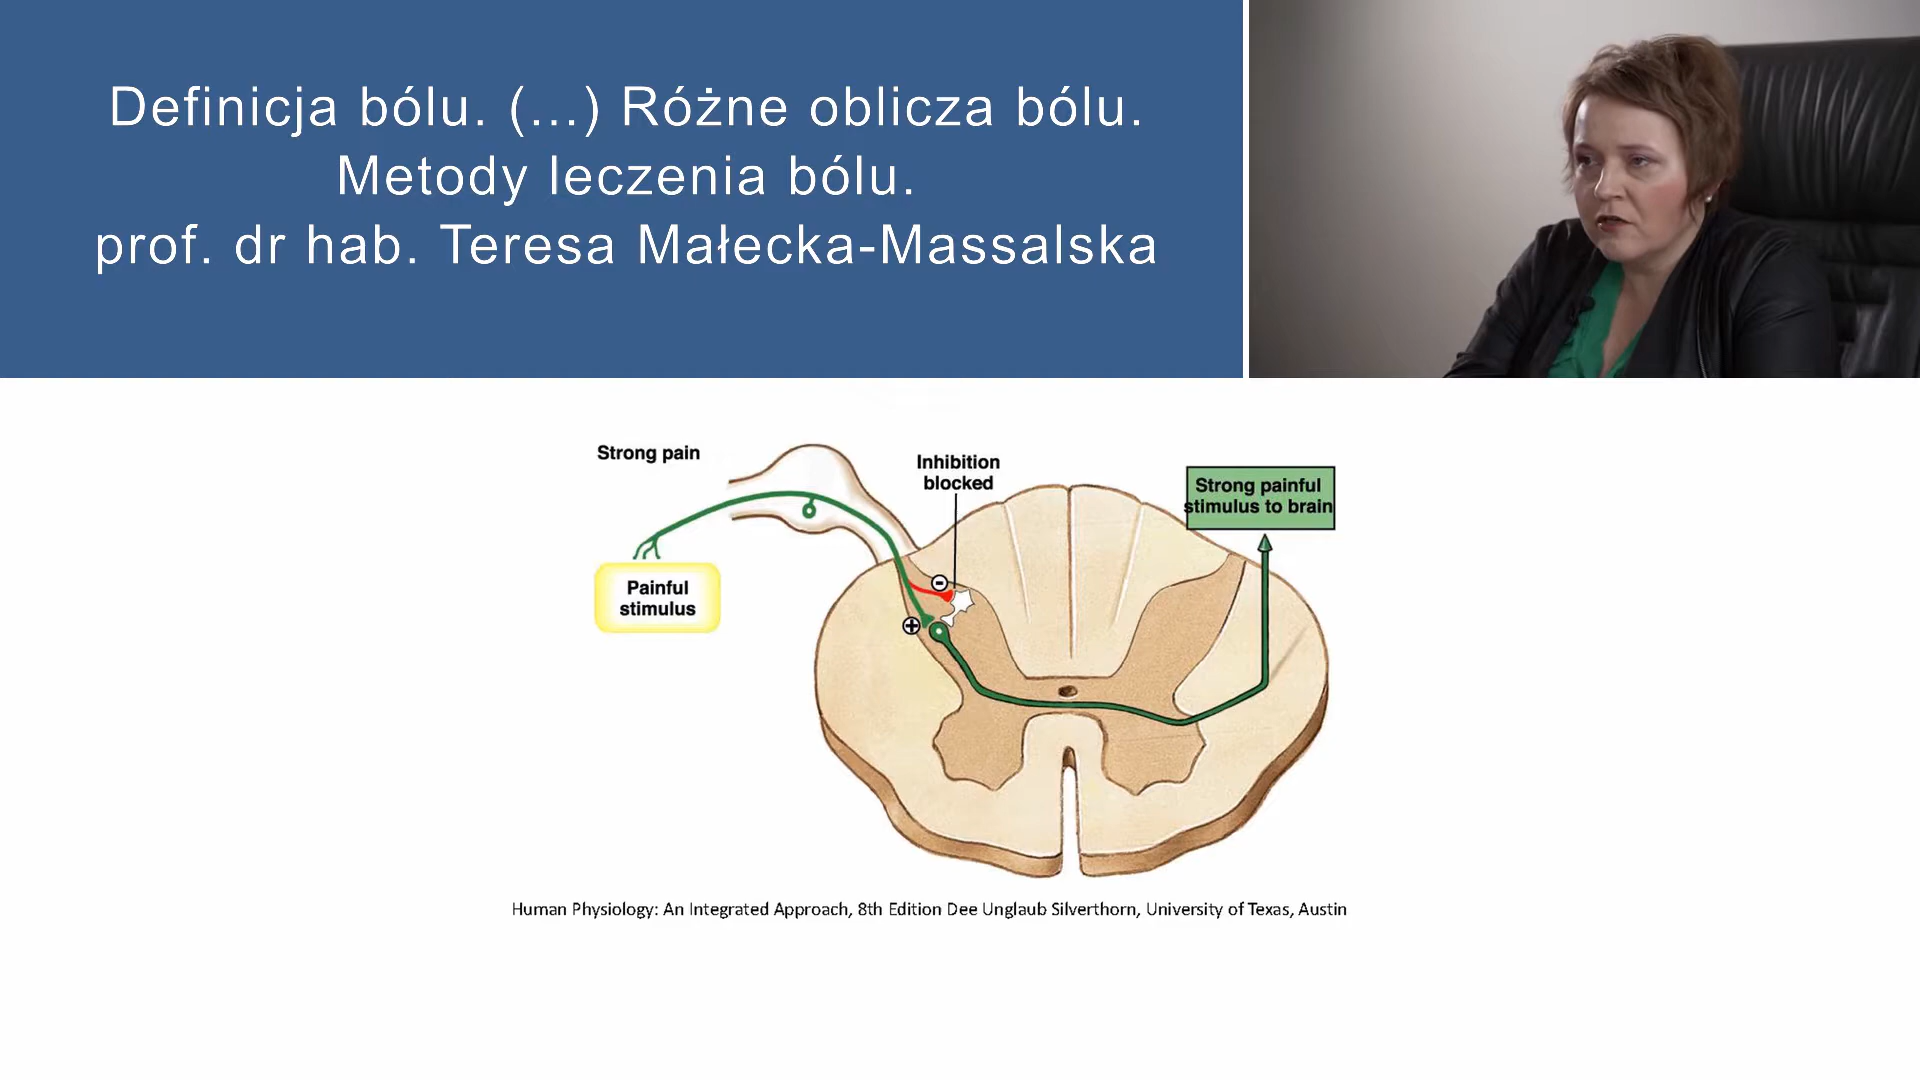 Definicja bólu. (...) Różne oblicza bólu.
Metody leczenia bólu.
prof. dr hab. Teresa Małecka-Massalska
Strong pain
Inhibition
blocked
Strong painful
stimulus to brain
Painful
stimulus
-
+
Human Physiology: An Integrated Approach, 8th Edition Dee Unglaub Silverthorn, University of Texas, Austin